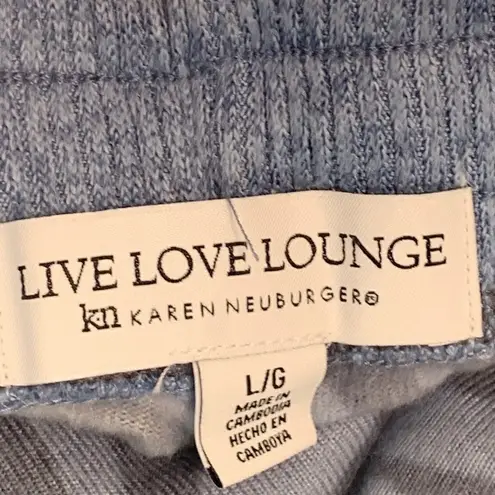 LIVE LOVE LOUNGE
kn KAREN NEUBURGER®
L/G
MADE IN
CAMBODIA
HECHO EN
CAMBOYA